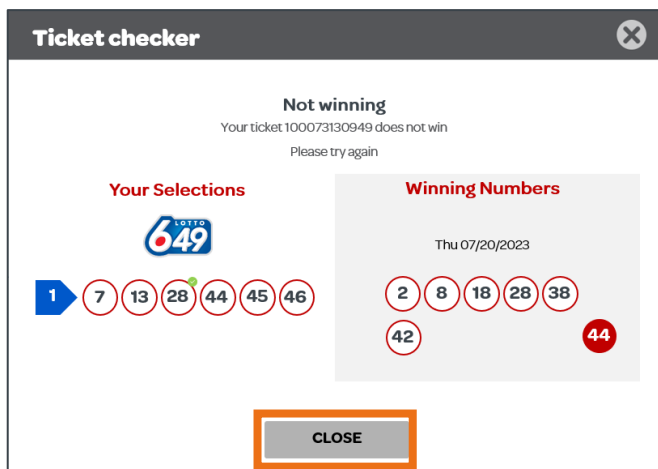 Ticket checker
Not winning
Your ticket 100073130949 does not win
Please try again
Your Selections
LOTTO
649
1 7 13 28 44 45 46
Winning Numbers
Thu 07/20/2023
2 8 18 28 38
42 44
CLOSE